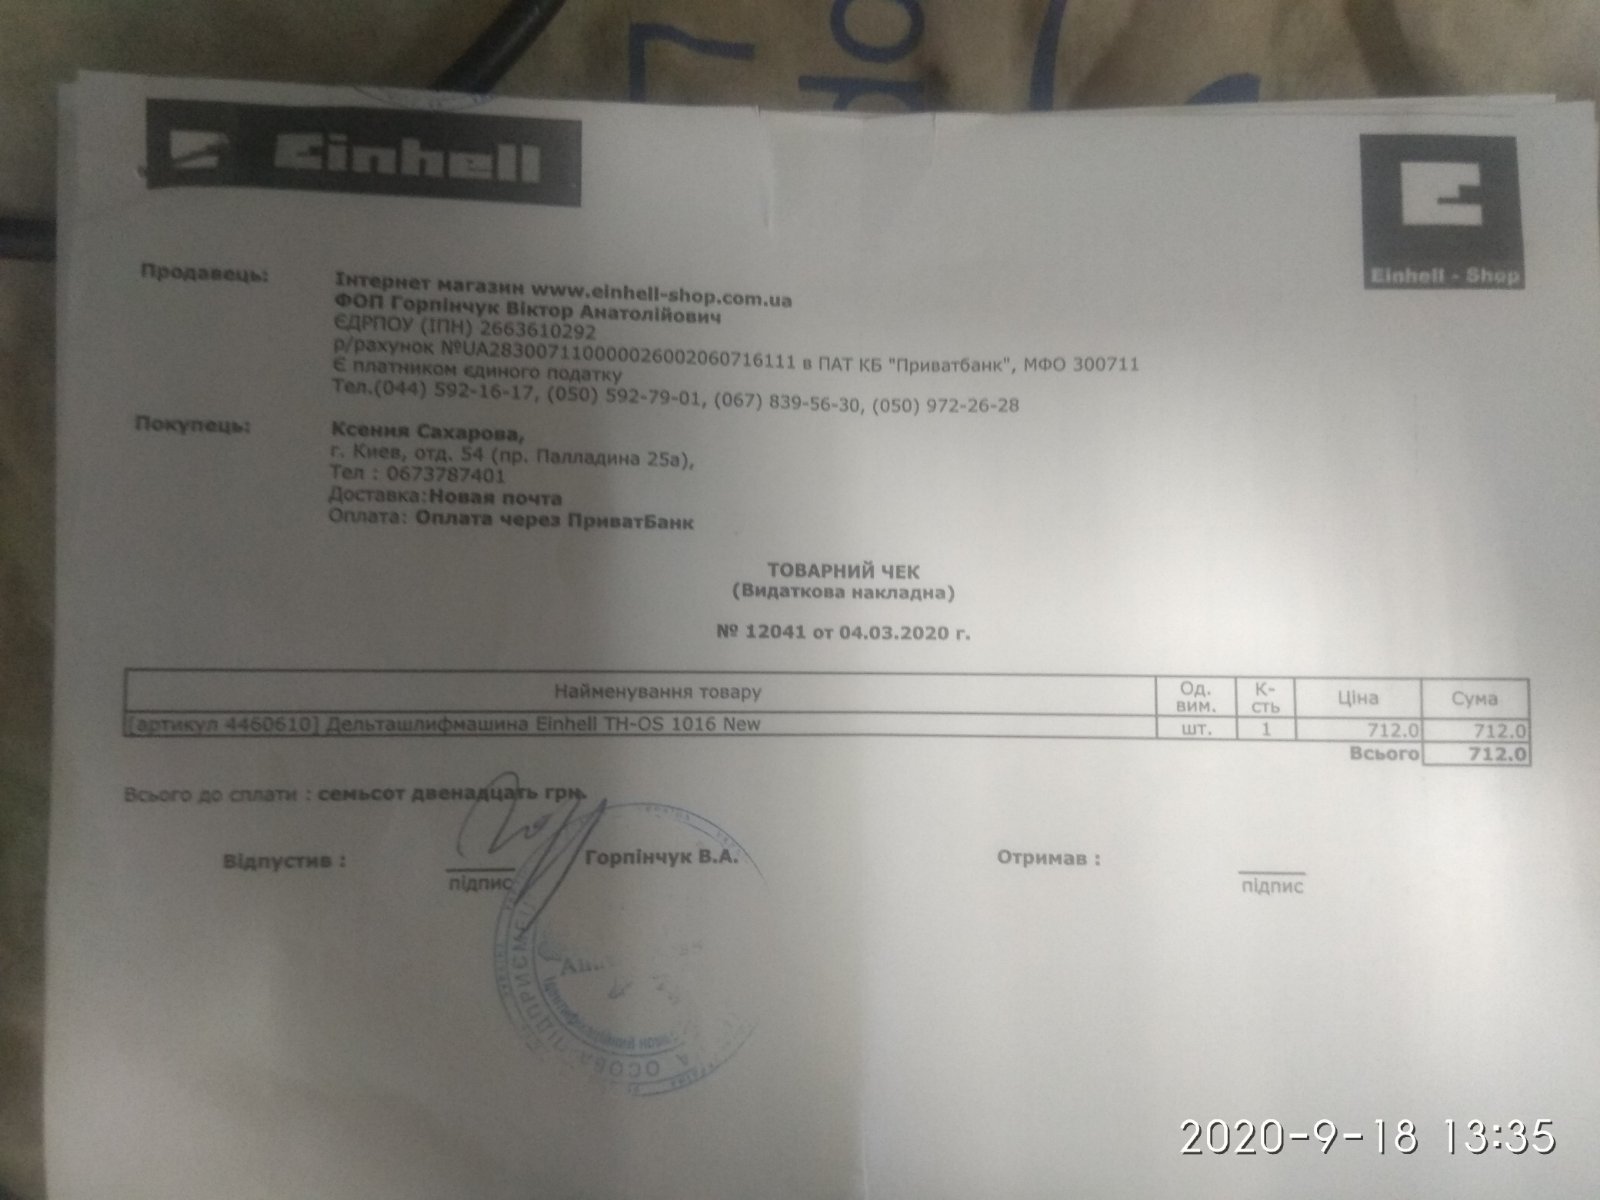 Einhell
Einhell - Shop
Продавець:
Інтернет магазин www.einhell-shop.com.ua
ФОП Горпінчук Віктор Анатолійович
ЄДРПОУ (ІПН) 2663610292
р/рахунок №UA283007110000026002060716111 в ПАТ КБ "Приватбанк", МФО 300711
Є платником єдиного податку
Тел.(044) 592-16-17, (050) 592-79-01, (067) 839-56-30, (050) 972-26-28
Покупець:
Ксения Сахарова,
г. Киев, отд. 54 (пр. Палладина 25а),
Тел : 0673787401
Доставка:Новая почта
Оплата: Оплата через ПриватБанк
ТОВАРНИЙ ЧЕК
(Видаткова накладна)
№ 12041 от 04.03.2020 г.
Найменування товару Од. вим. К-сть Ціна Сума
[артикул 4460610] Дельташлифмашина Einhell TH-OS 1016 New шт. 1 712.0 712.0
Всього 712.0
Всього до сплати : семьсот двенадцать грн.
Відпустив : Горпінчук В.А. Отримав :
підпис підпис
ОСОБА ПІДПРИЄМЕЦЬ
2020-9-18 13:35